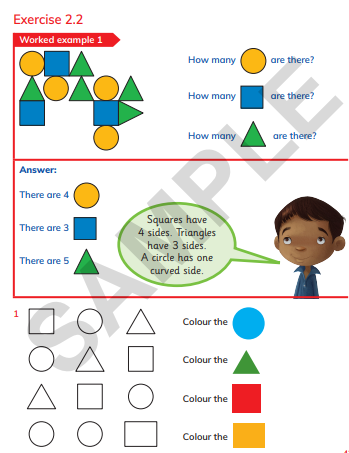 Exercise 2.2
Worked example 1
How many are there?
How many are there?
How many are there?
Answer:
There are 4
There are 3
There are 5
Squares have
4 sides. Triangles
have 3 sides.
A circle has one
curved side.
SAMPLE
1
Colour the
Colour the
Colour the
Colour the